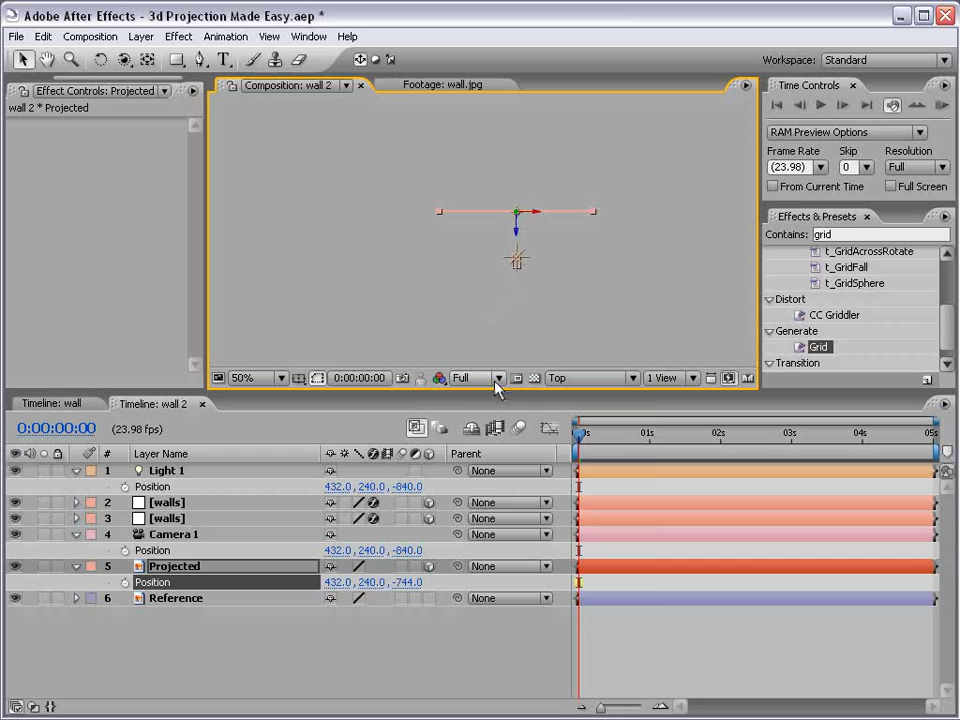 Adobe After Effects - 3d Projection Made Easy.aep *
File Edit Composition Layer Effect Animation View Window Help
Workspace: Standard
Effect Controls: Projected
wall 2 * Projected
Composition: wall 2
Footage: wall.jpg
50%
0:00:00:00
Full
Top
1 View
Time Controls
RAM Preview Options
Frame Rate Skip Resolution
(23.98) 0 Full
From Current Time Full Screen
Effects & Presets
Contains: grid
t_GridAcrossRotate
t_GridFall
t_GridSphere
Distort
CC Griddler
Generate
Grid
Transition
Timeline: wall Timeline: wall 2
0:00:00:00 (23.98 fps)
# Layer Name Parent
01s 02s 03s 04s 05s
1 Light 1 None
Position 432.0, 240.0, -840.0
2 [walls] None
3 [walls] None
4 Camera 1 None
Position 432.0, 240.0, -840.0
5 Projected None
Position 432.0, 240.0, -744.0
6 Reference None